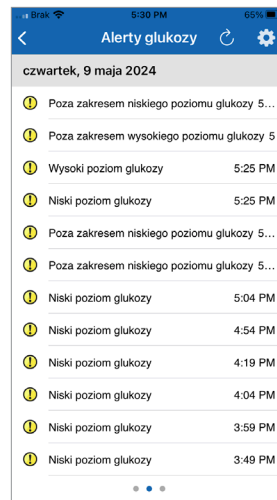 Brak 5:30 PM 65%
Alerty glukozy
czwartek, 9 maja 2024
Poza zakresem niskiego poziomu glukozy 5...
Poza zakresem wysokiego poziomu glukozy 5
Wysoki poziom glukozy 5:25 PM
Niski poziom glukozy 5:25 PM
Poza zakresem niskiego poziomu glukozy 5...
Poza zakresem niskiego poziomu glukozy 5...
Niski poziom glukozy 5:04 PM
Niski poziom glukozy 4:54 PM
Niski poziom glukozy 4:19 PM
Niski poziom glukozy 4:04 PM
Niski poziom glukozy 3:59 PM
Niski poziom glukozy 3:49 PM